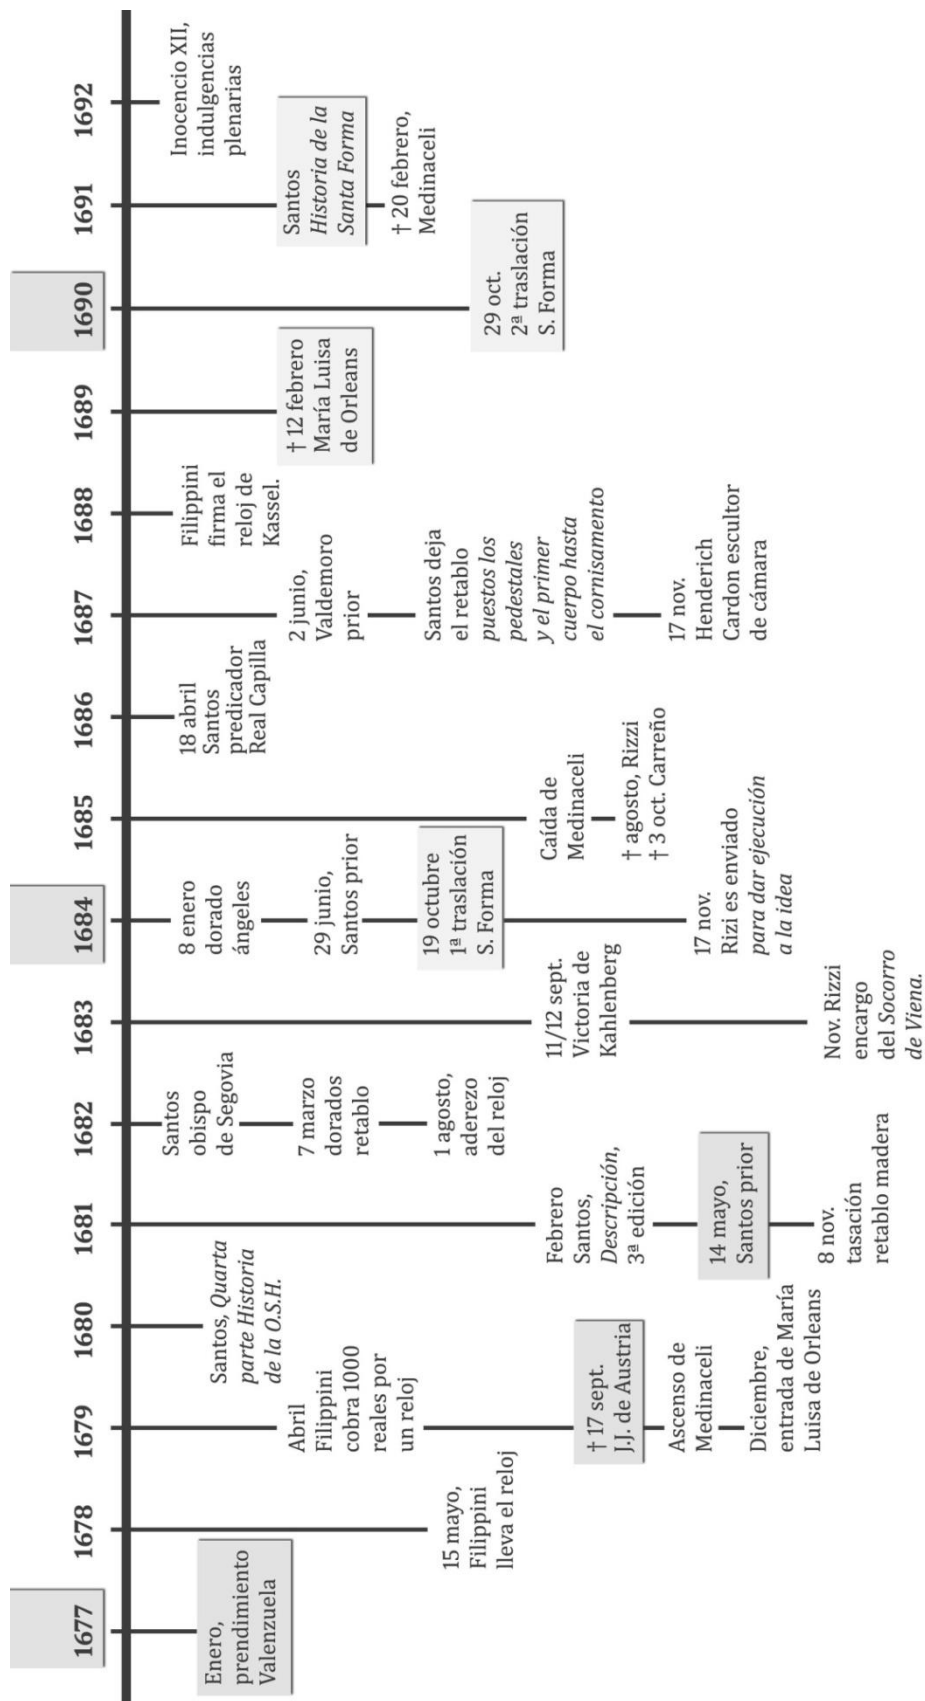 1677
Enero,
prendimiento
Valenzuela
1678
15 mayo,
Filippini
lleva el reloj
1679
Abril
Filippini
cobra 1000
reales por
un reloj
† 17 sept.
J.J. de Austria
Ascenso de
Medinaceli
Diciembre,
entrada de María
Luisa de Orleans
1680
Santos, Quarta
parte Historia
de la O.S.H.
1681
Febrero
Santos,
Descripción,
3ª edición
14 mayo,
Santos prior
8 nov.
tasación
retablo madera
1682
Santos
obispo
de Segovia
7 marzo
dorados
retablo
1 agosto,
aderezo
del reloj
1683
11/12 sept.
Victoria de
Kahlenberg
Nov. Rizzi
encargo
del Socorro
de Viena.
1684
8 enero
dorado
ángeles
29 junio,
Santos prior
19 octubre
1ª traslación
S. Forma
17 nov.
Rizi es enviado
para dar ejecución
a la idea
1685
Caída de
Medinaceli
† agosto, Rizzi
† 3 oct. Carreño
1686
18 abril
Santos
predicador
Real Capilla
1687
2 junio,
Valdemoro
prior
Santos deja
el retablo
puestos los
pedestales
y el primer
cuerpo hasta
el cornisamento
17 nov.
Henderich
Cardon escultor
de cámara
1688
Filippini
firma el
reloj de
Kassel.
1689
† 12 febrero
María Luisa
de Orleans
1690
29 oct.
2ª traslación
S. Forma
1691
Santos
Historia de la
Santa Forma
† 20 febrero,
Medinaceli
1692
Inocencio XII,
indulgencias
plenarias